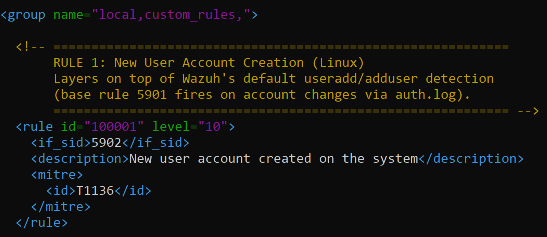 <group name="local,custom_rules,">
<!-- ==========================================================
RULE 1: New User Account Creation (Linux)
Layers on top of Wazuh's default useradd/adduser detection
(base rule 5901 fires on account changes via auth.log).
========================================================== -->
<rule id="100001" level="10">
<if_sid>5902</if_sid>
<description>New user account created on the system</description>
<mitre>
<id>T1136</id>
</mitre>
</rule>